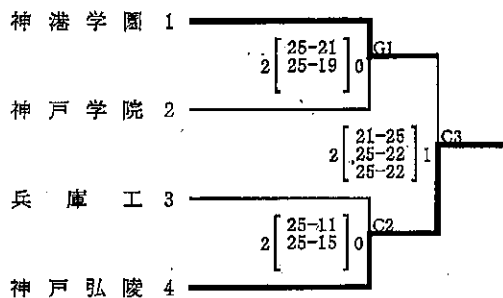 神港学園 1
2 [ 25-21 25-19 ] 0
G1
神戸学院 2
2 [ 21-25 25-22 25-22 ] 1
C3
兵庫工 3
2 [ 25-11 25-15 ] 0
C2
神戸弘陵 4